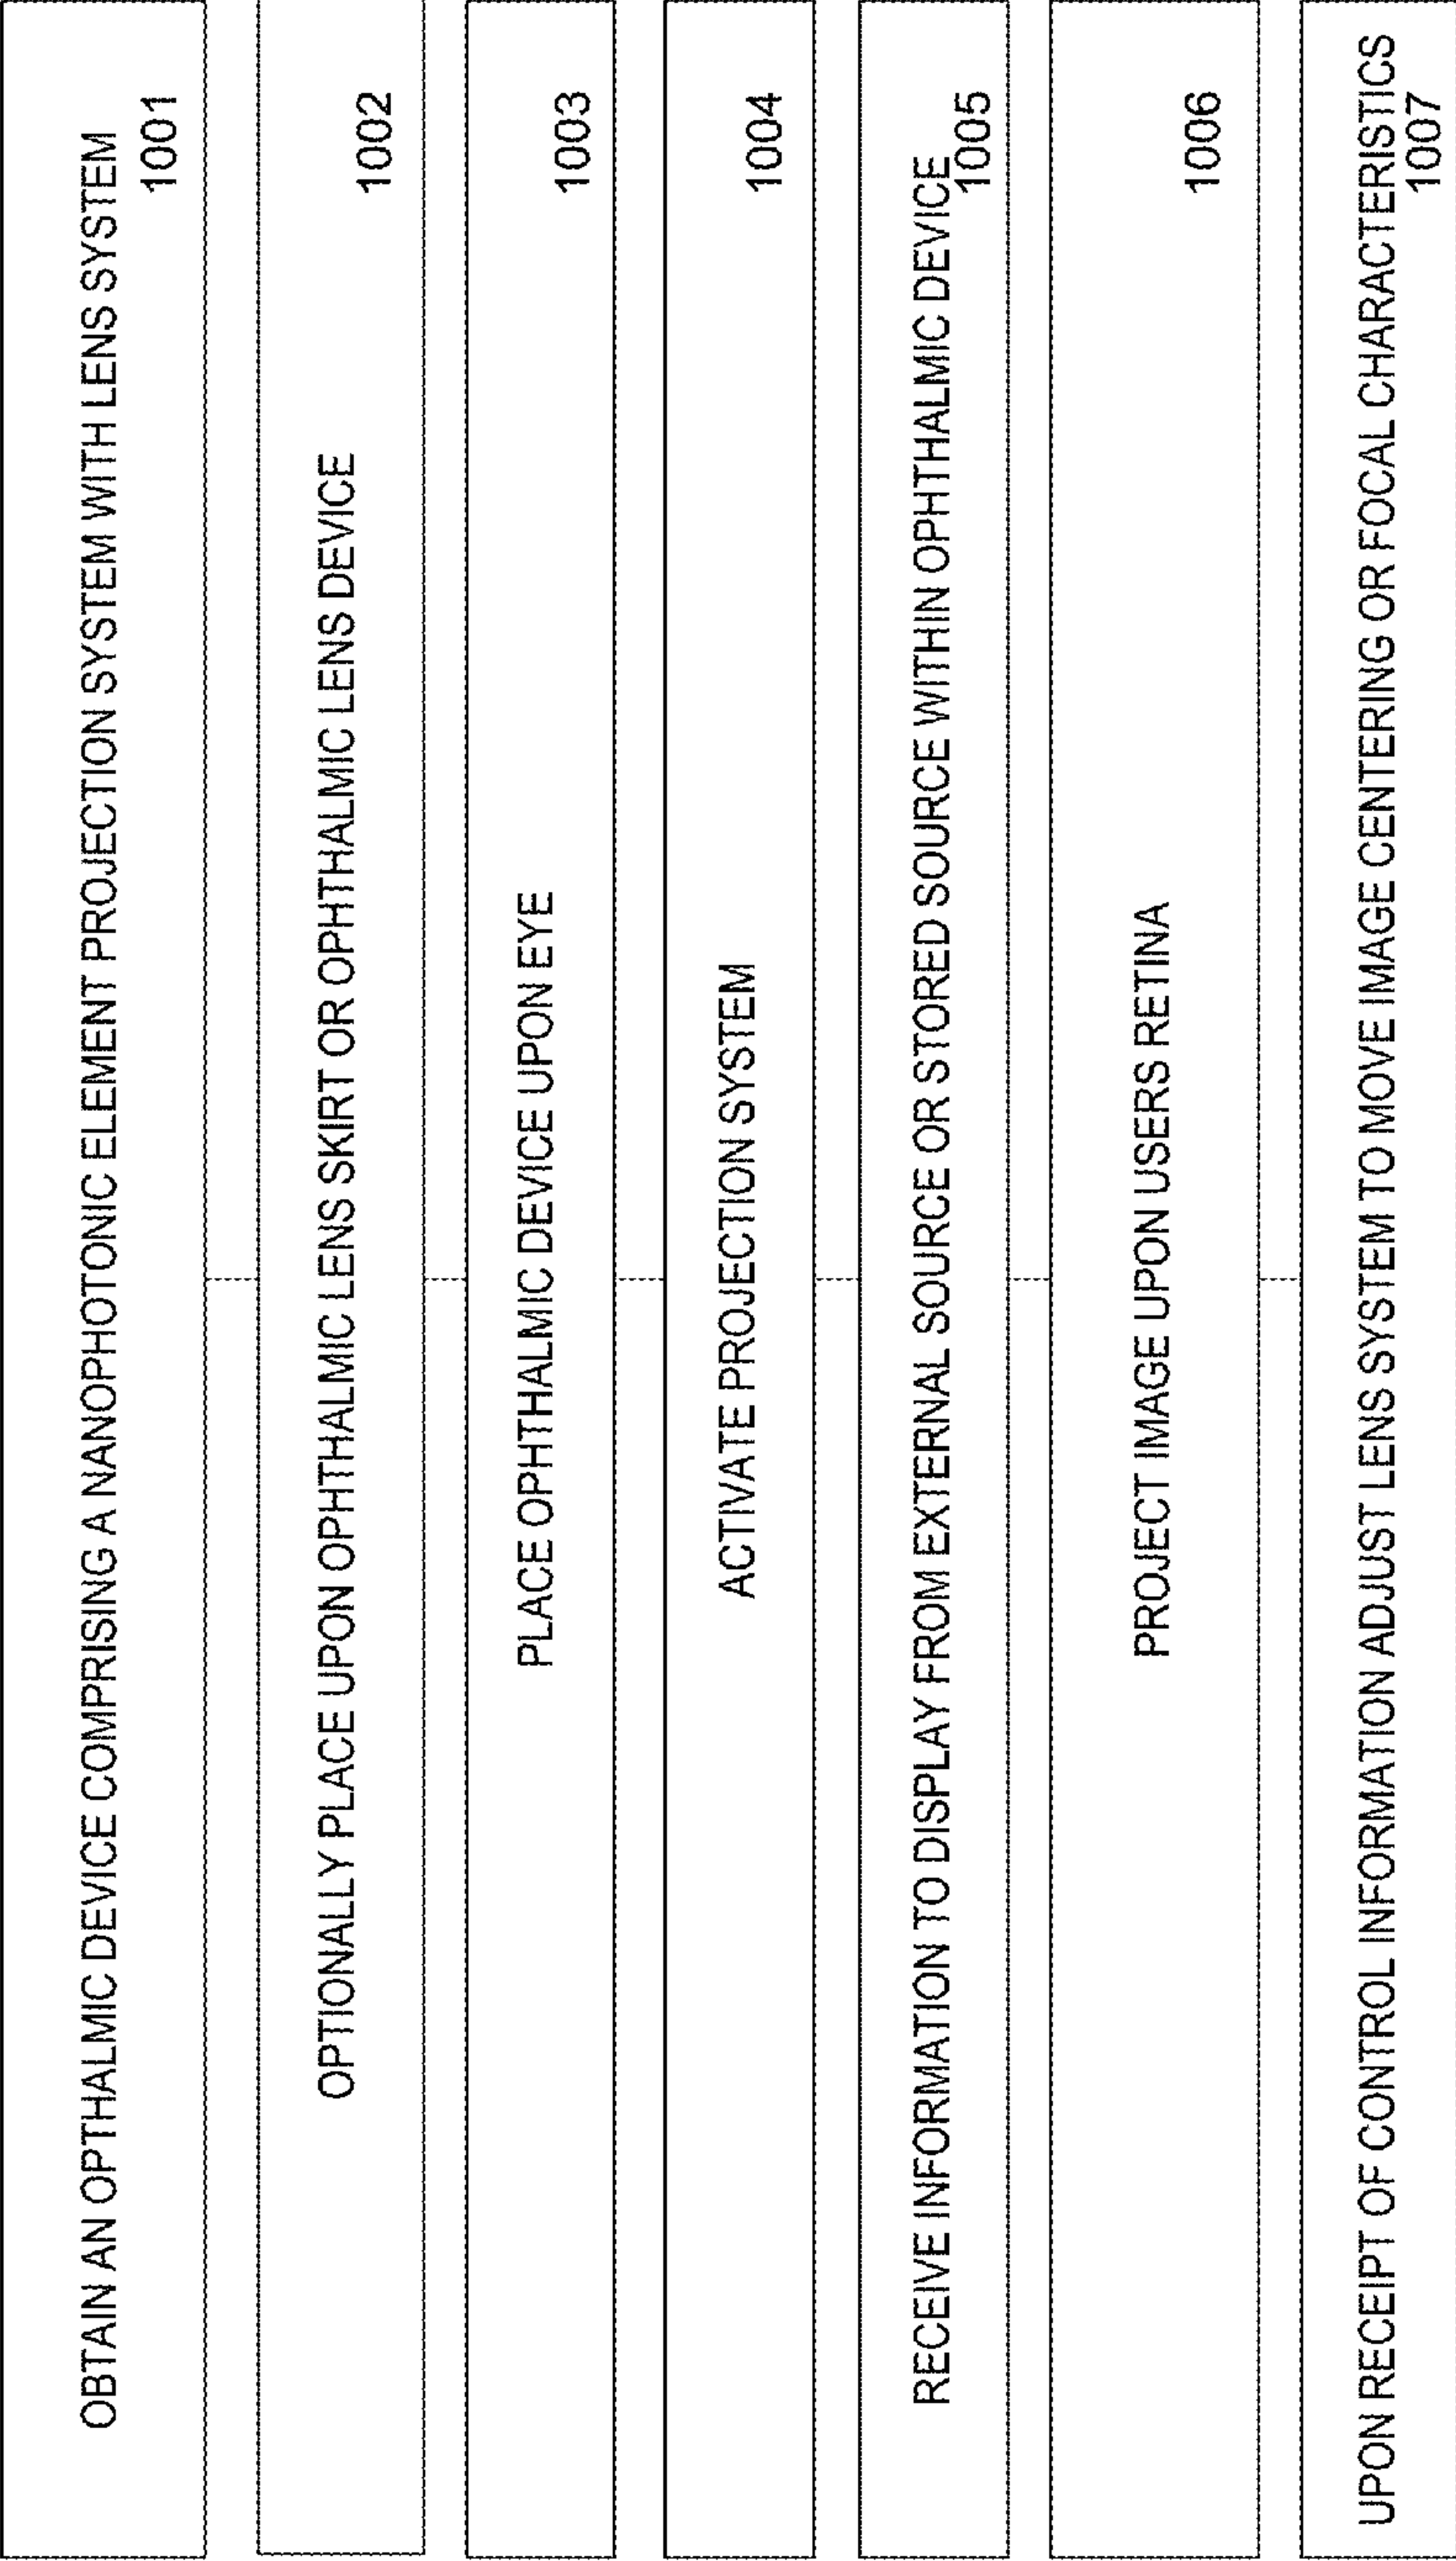 OBTAIN AN OPTHALMIC DEVICE COMPRISING A NANOPHOTONIC ELEMENT PROJECTION SYSTEM WITH LENS SYSTEM
1001
OPTIONALLY PLACE UPON OPHTHALMIC LENS SKIRT OR OPHTHALMIC LENS DEVICE
1002
PLACE OPHTHALMIC DEVICE UPON EYE
1003
ACTIVATE PROJECTION SYSTEM
1004
RECEIVE INFORMATION TO DISPLAY FROM EXTERNAL SOURCE OR STORED SOURCE WITHIN OPHTHALMIC DEVICE
1005
PROJECT IMAGE UPON USERS RETINA
1006
UPON RECEIPT OF CONTROL INFORMATION ADJUST LENS SYSTEM TO MOVE IMAGE CENTERING OR FOCAL CHARACTERISTICS
1007